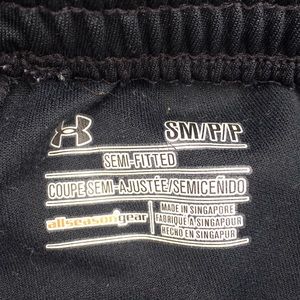 SM/P/P
SEMI-FITTED
COUPE SEMI-AJUSTÉE/SEMICEÑIDO
allseasongear
MADE IN SINGAPORE
FABRIQUÉ À SINGAPOUR
HECHO EN SINGAPUR